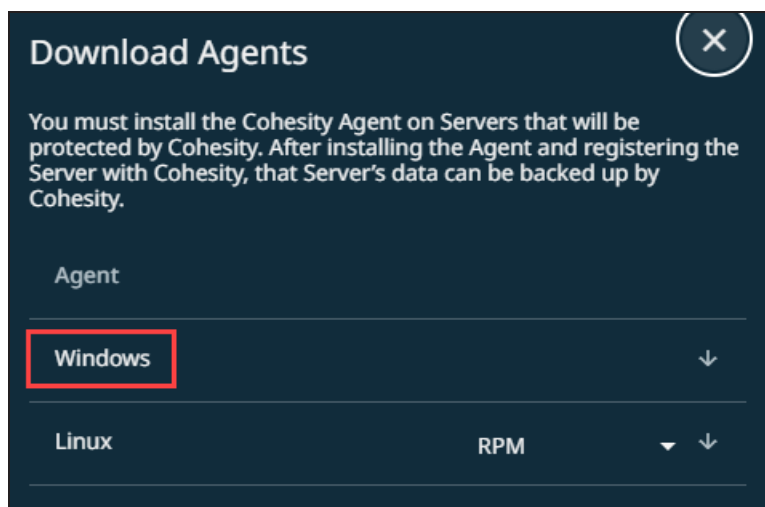 Download Agents
You must install the Cohesity Agent on Servers that will be
protected by Cohesity. After installing the Agent and registering the
Server with Cohesity, that Server's data can be backed up by
Cohesity.
Agent
Windows
Linux RPM